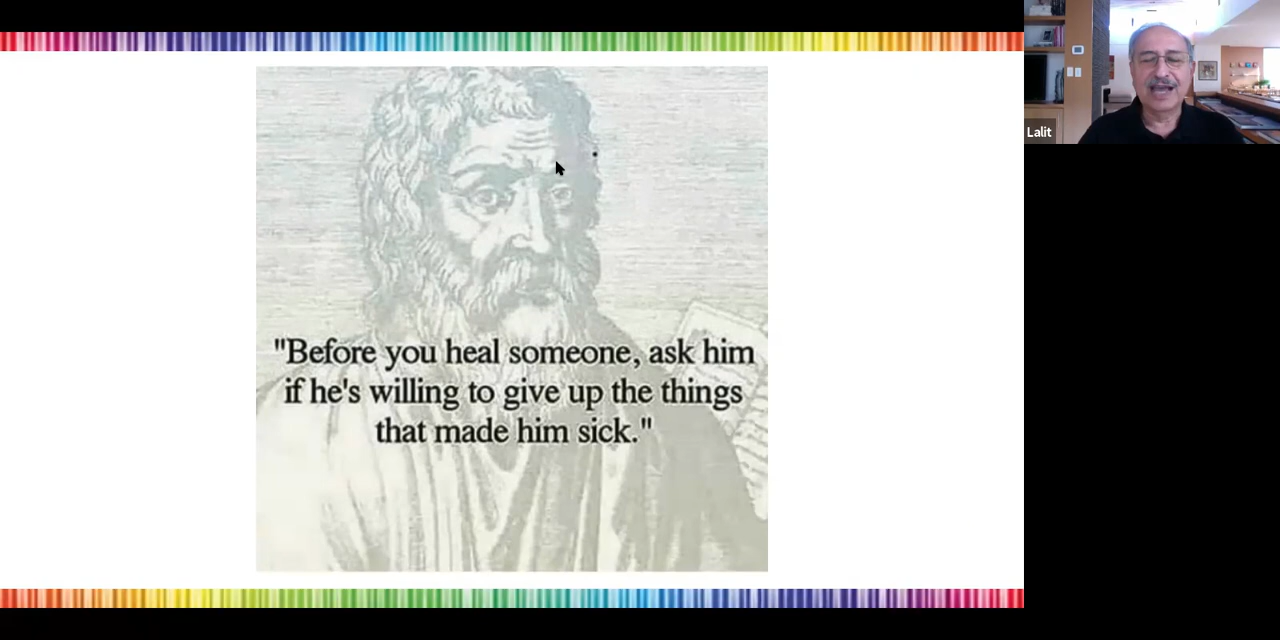 "Before you heal someone, ask him
if he's willing to give up the things
that made him sick."
Lalit